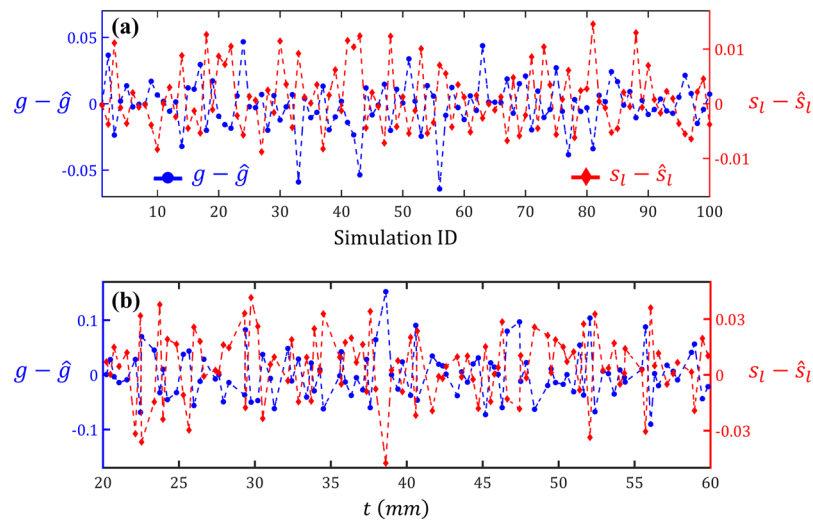 (a)
0.05
0
-0.05
g − ĝ
0.01
0
-0.01
s_l − ŝ_l
g − ĝ
s_l − ŝ_l
10 20 30 40 50 60 70 80 90 100
Simulation ID
(b)
0.1
0
-0.1
g − ĝ
0.03
0
-0.03
s_l − ŝ_l
20 25 30 35 40 45 50 55 60
t (mm)